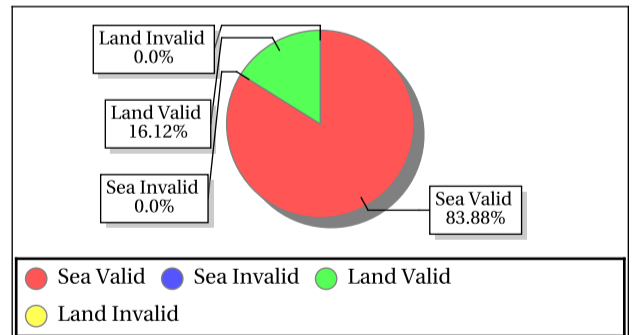 Land Invalid
0.0%
Land Valid
16.12%
Sea Invalid
0.0%
Sea Valid
83.88%
Sea Valid Sea Invalid Land Valid
Land Invalid